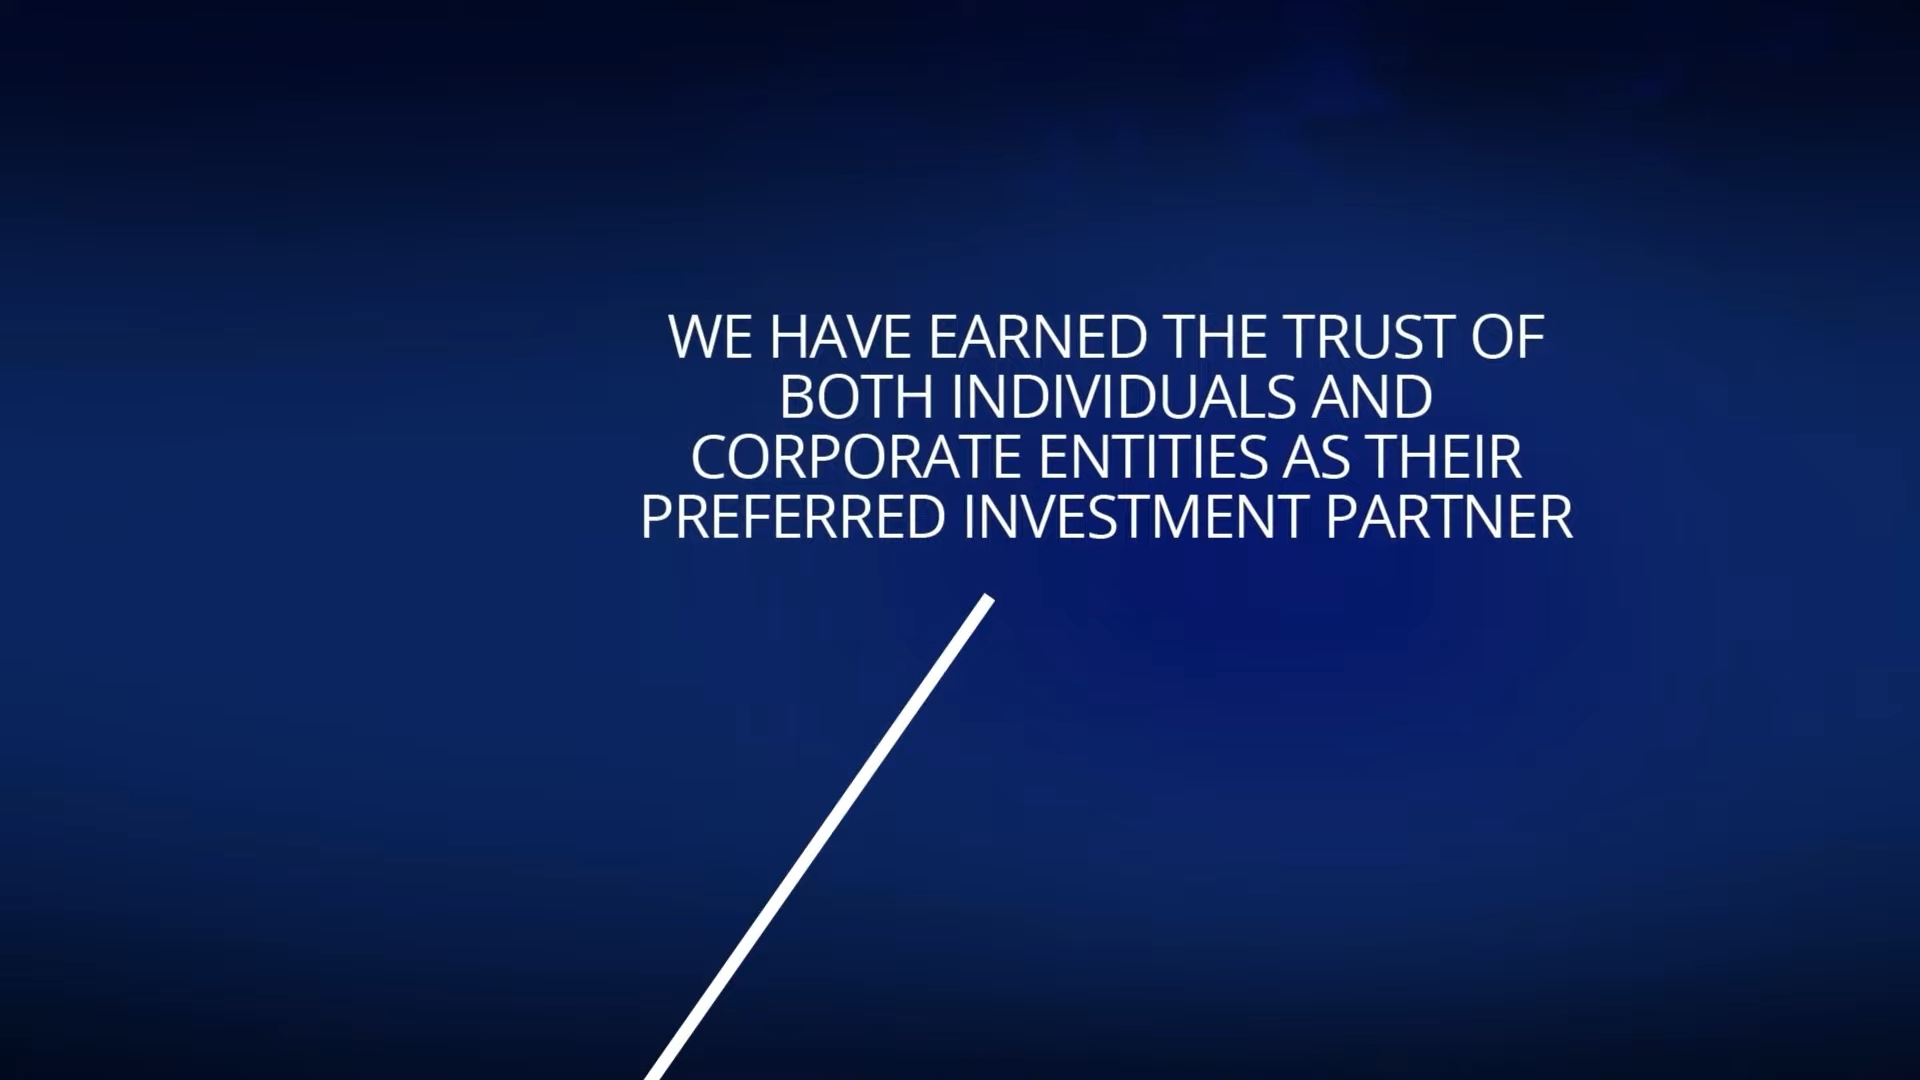 WE HAVE EARNED THE TRUST OF
BOTH INDIVIDUALS AND
CORPORATE ENTITIES AS THEIR
PREFERRED INVESTMENT PARTNER